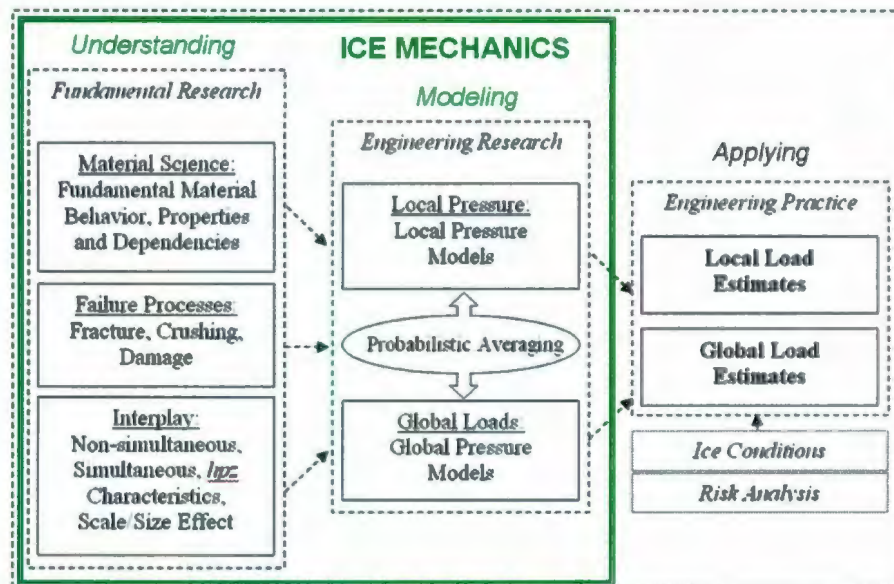 Understanding
ICE MECHANICS
Fundamental Research
Material Science:
Fundamental Material
Behavior, Properties
and Dependencies
Failure Processes:
Fracture, Crushing,
Damage
Interplay:
Non-simultaneous,
Simultaneous, hpz
Characteristics,
Scale/Size Effect
Modeling
Engineering Research
Local Pressure:
Local Pressure
Models
Probabilistic Averaging
Global Loads:
Global Pressure
Models
Applying
Engineering Practice
Local Load
Estimates
Global Load
Estimates
Ice Conditions
Risk Analysis